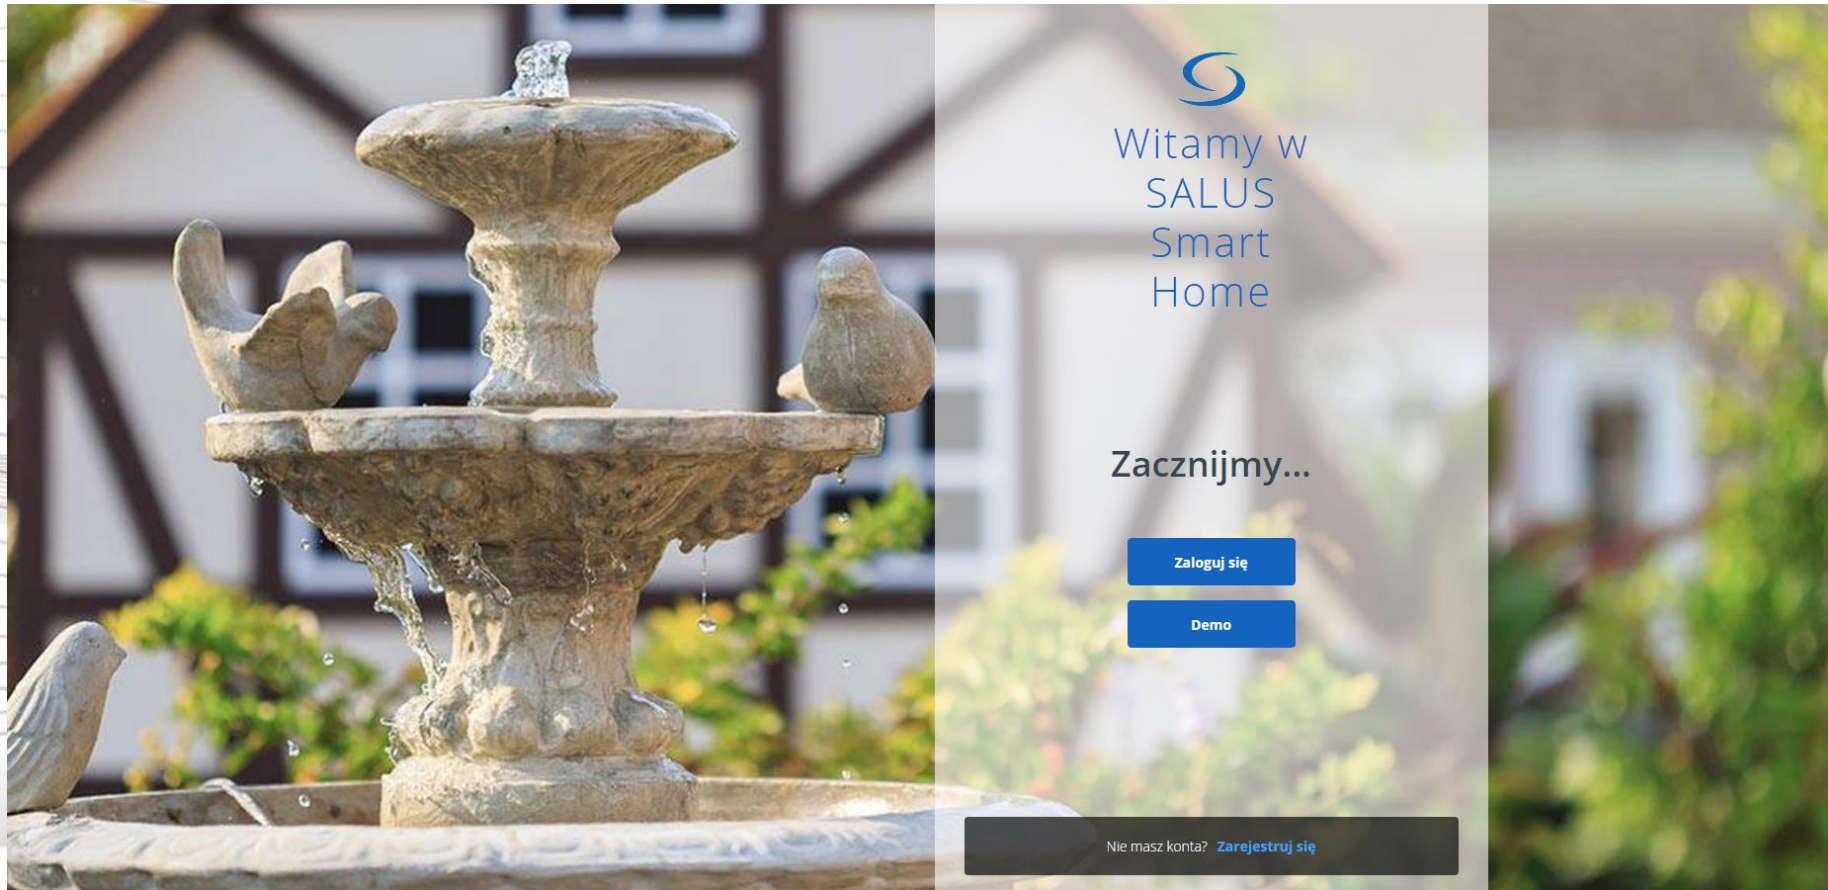 Witamy w
SALUS
Smart
Home
Zacznijmy...
Zaloguj się
Demo
Nie masz konta? Zarejestruj się